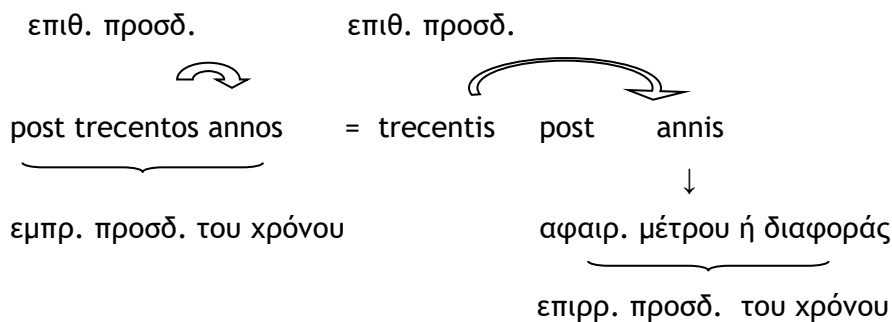 επιθ. προσδ. επιθ. προσδ.
post trecentos annos = trecentis post annis
↓
εμπρ. προσδ. του χρόνου αφαιρ. μέτρου ή διαφοράς
επιρρ. προσδ. του χρόνου